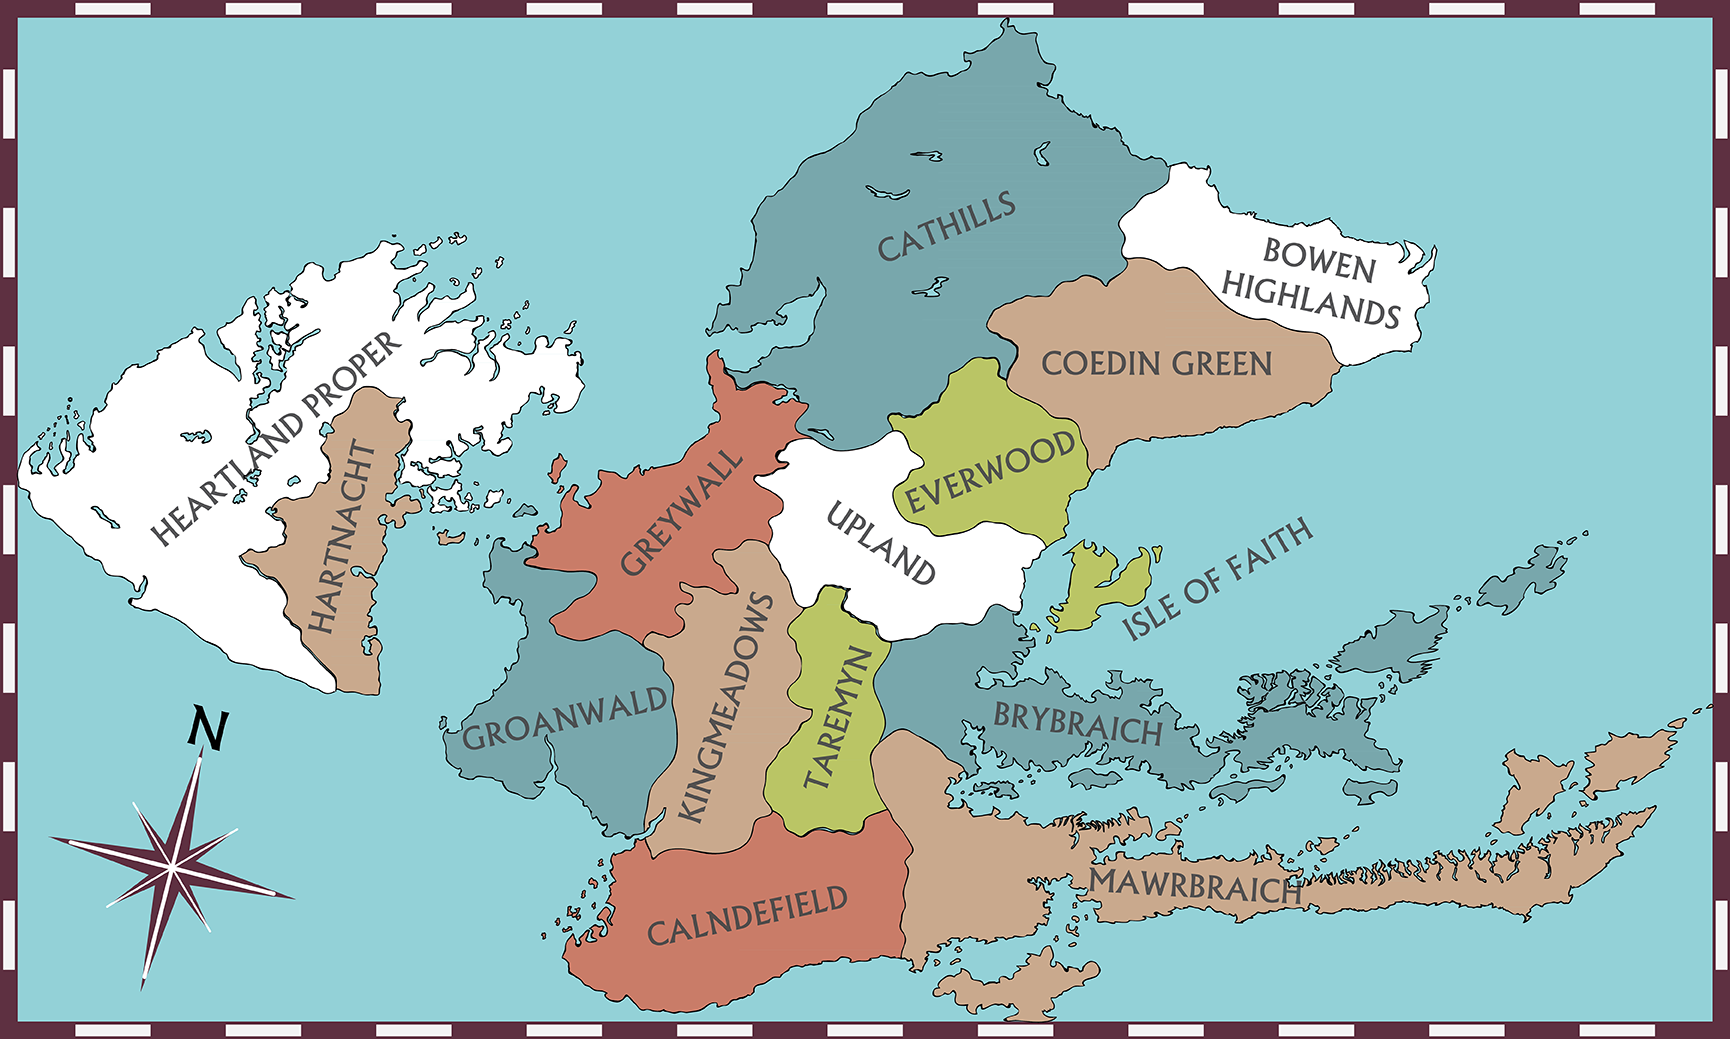 CATHILLS
BOWEN
HIGHLANDS
COEDIN GREEN
HEARTLAND PROPER
HARTNACHT
GREYWALL
EVERWOOD
UPLAND
ISLE OF FAITH
GROANWALD
KINGMEADOWS
TAREMYN
BRYBRAICH
N
MAWRBRAICH
CALNDEFIELD